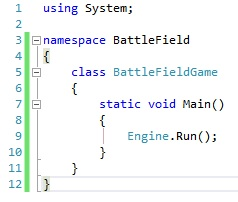 1 using System;
2
3 namespace BattleField
4 {
5 class BattleFieldGame
6 {
7 static void Main()
8 {
9 Engine.Run();
10 }
11 }
12 }